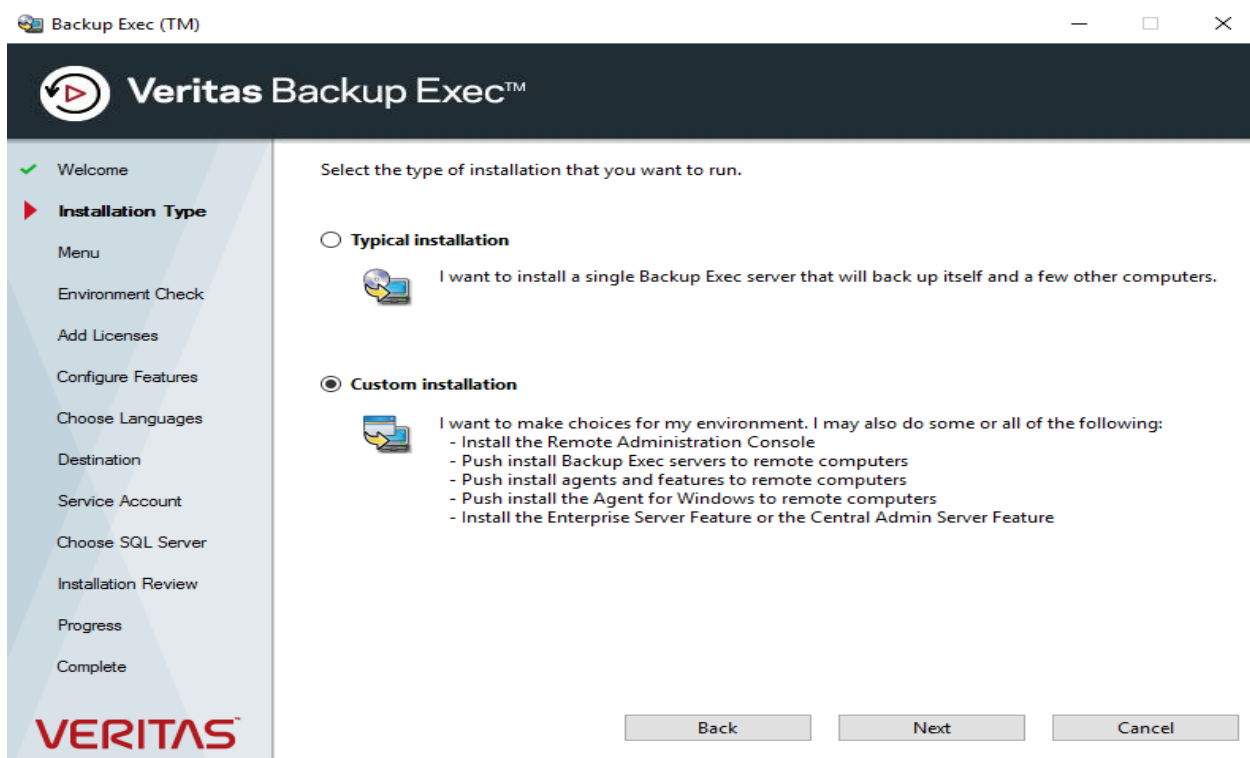 Backup Exec (TM)
Veritas Backup Exec™
Welcome
Installation Type
Menu
Environment Check
Add Licenses
Configure Features
Choose Languages
Destination
Service Account
Choose SQL Server
Installation Review
Progress
Complete
VERITAS™
Select the type of installation that you want to run.
Typical installation
I want to install a single Backup Exec server that will back up itself and a few other computers.
Custom installation
I want to make choices for my environment. I may also do some or all of the following:
- Install the Remote Administration Console
- Push install Backup Exec servers to remote computers
- Push install agents and features to remote computers
- Push install the Agent for Windows to remote computers
- Install the Enterprise Server Feature or the Central Admin Server Feature
Back
Next
Cancel